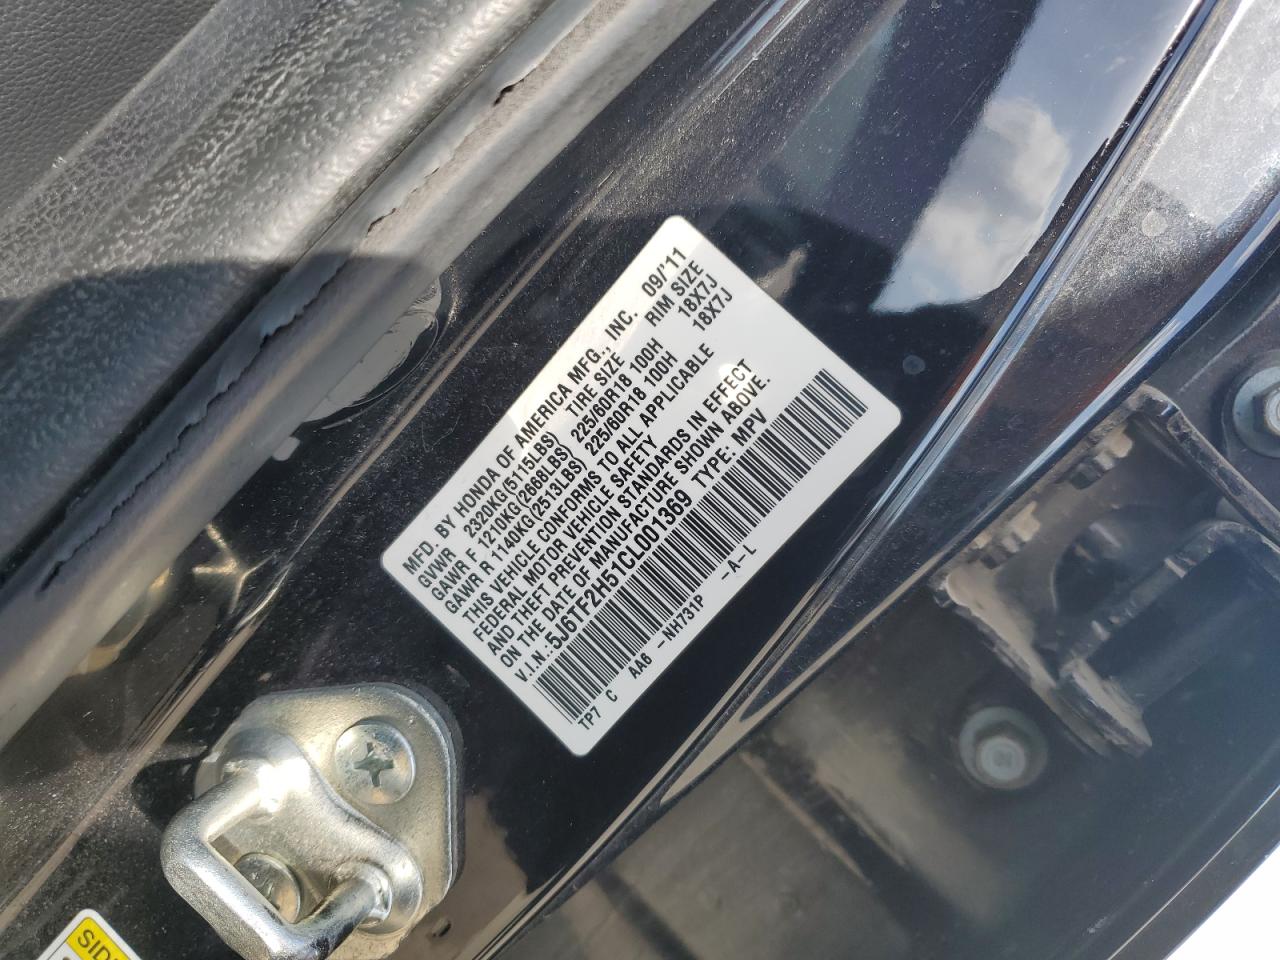 MFD. BY HONDA OF AMERICA MFG., INC. 09/'11
GVWR 2320KG(5115LBS) TIRE SIZE RIM SIZE
GAWR F 1210KG(2668LBS) 225/60R18 100H 18X7J
GAWR R 1140KG(2513LBS) 225/60R18 100H 18X7J
THIS VEHICLE CONFORMS TO ALL APPLICABLE
FEDERAL MOTOR VEHICLE SAFETY
AND THEFT PREVENTION STANDARDS IN EFFECT
ON THE DATE OF MANUFACTURE SHOWN ABOVE.
V.I.N.:5J6TF2H51CL001369 TYPE: MPV
TP7 C AA6 -NH731P -A-L